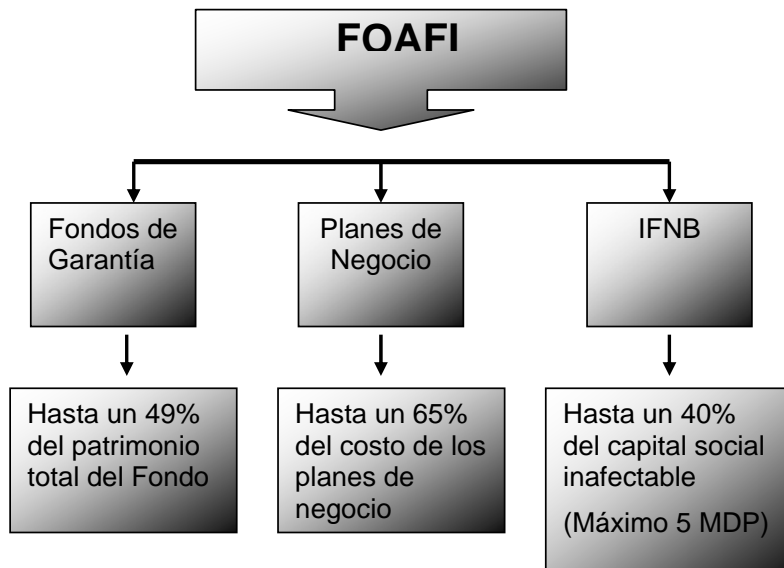 FOAFI
Fondos de
Garantía
Planes de
Negocio
IFNB
Hasta un 49%
del patrimonio
total del Fondo
Hasta un 65%
del costo de los
planes de
negocio
Hasta un 40%
del capital social
inafectable
(Máximo 5 MDP)